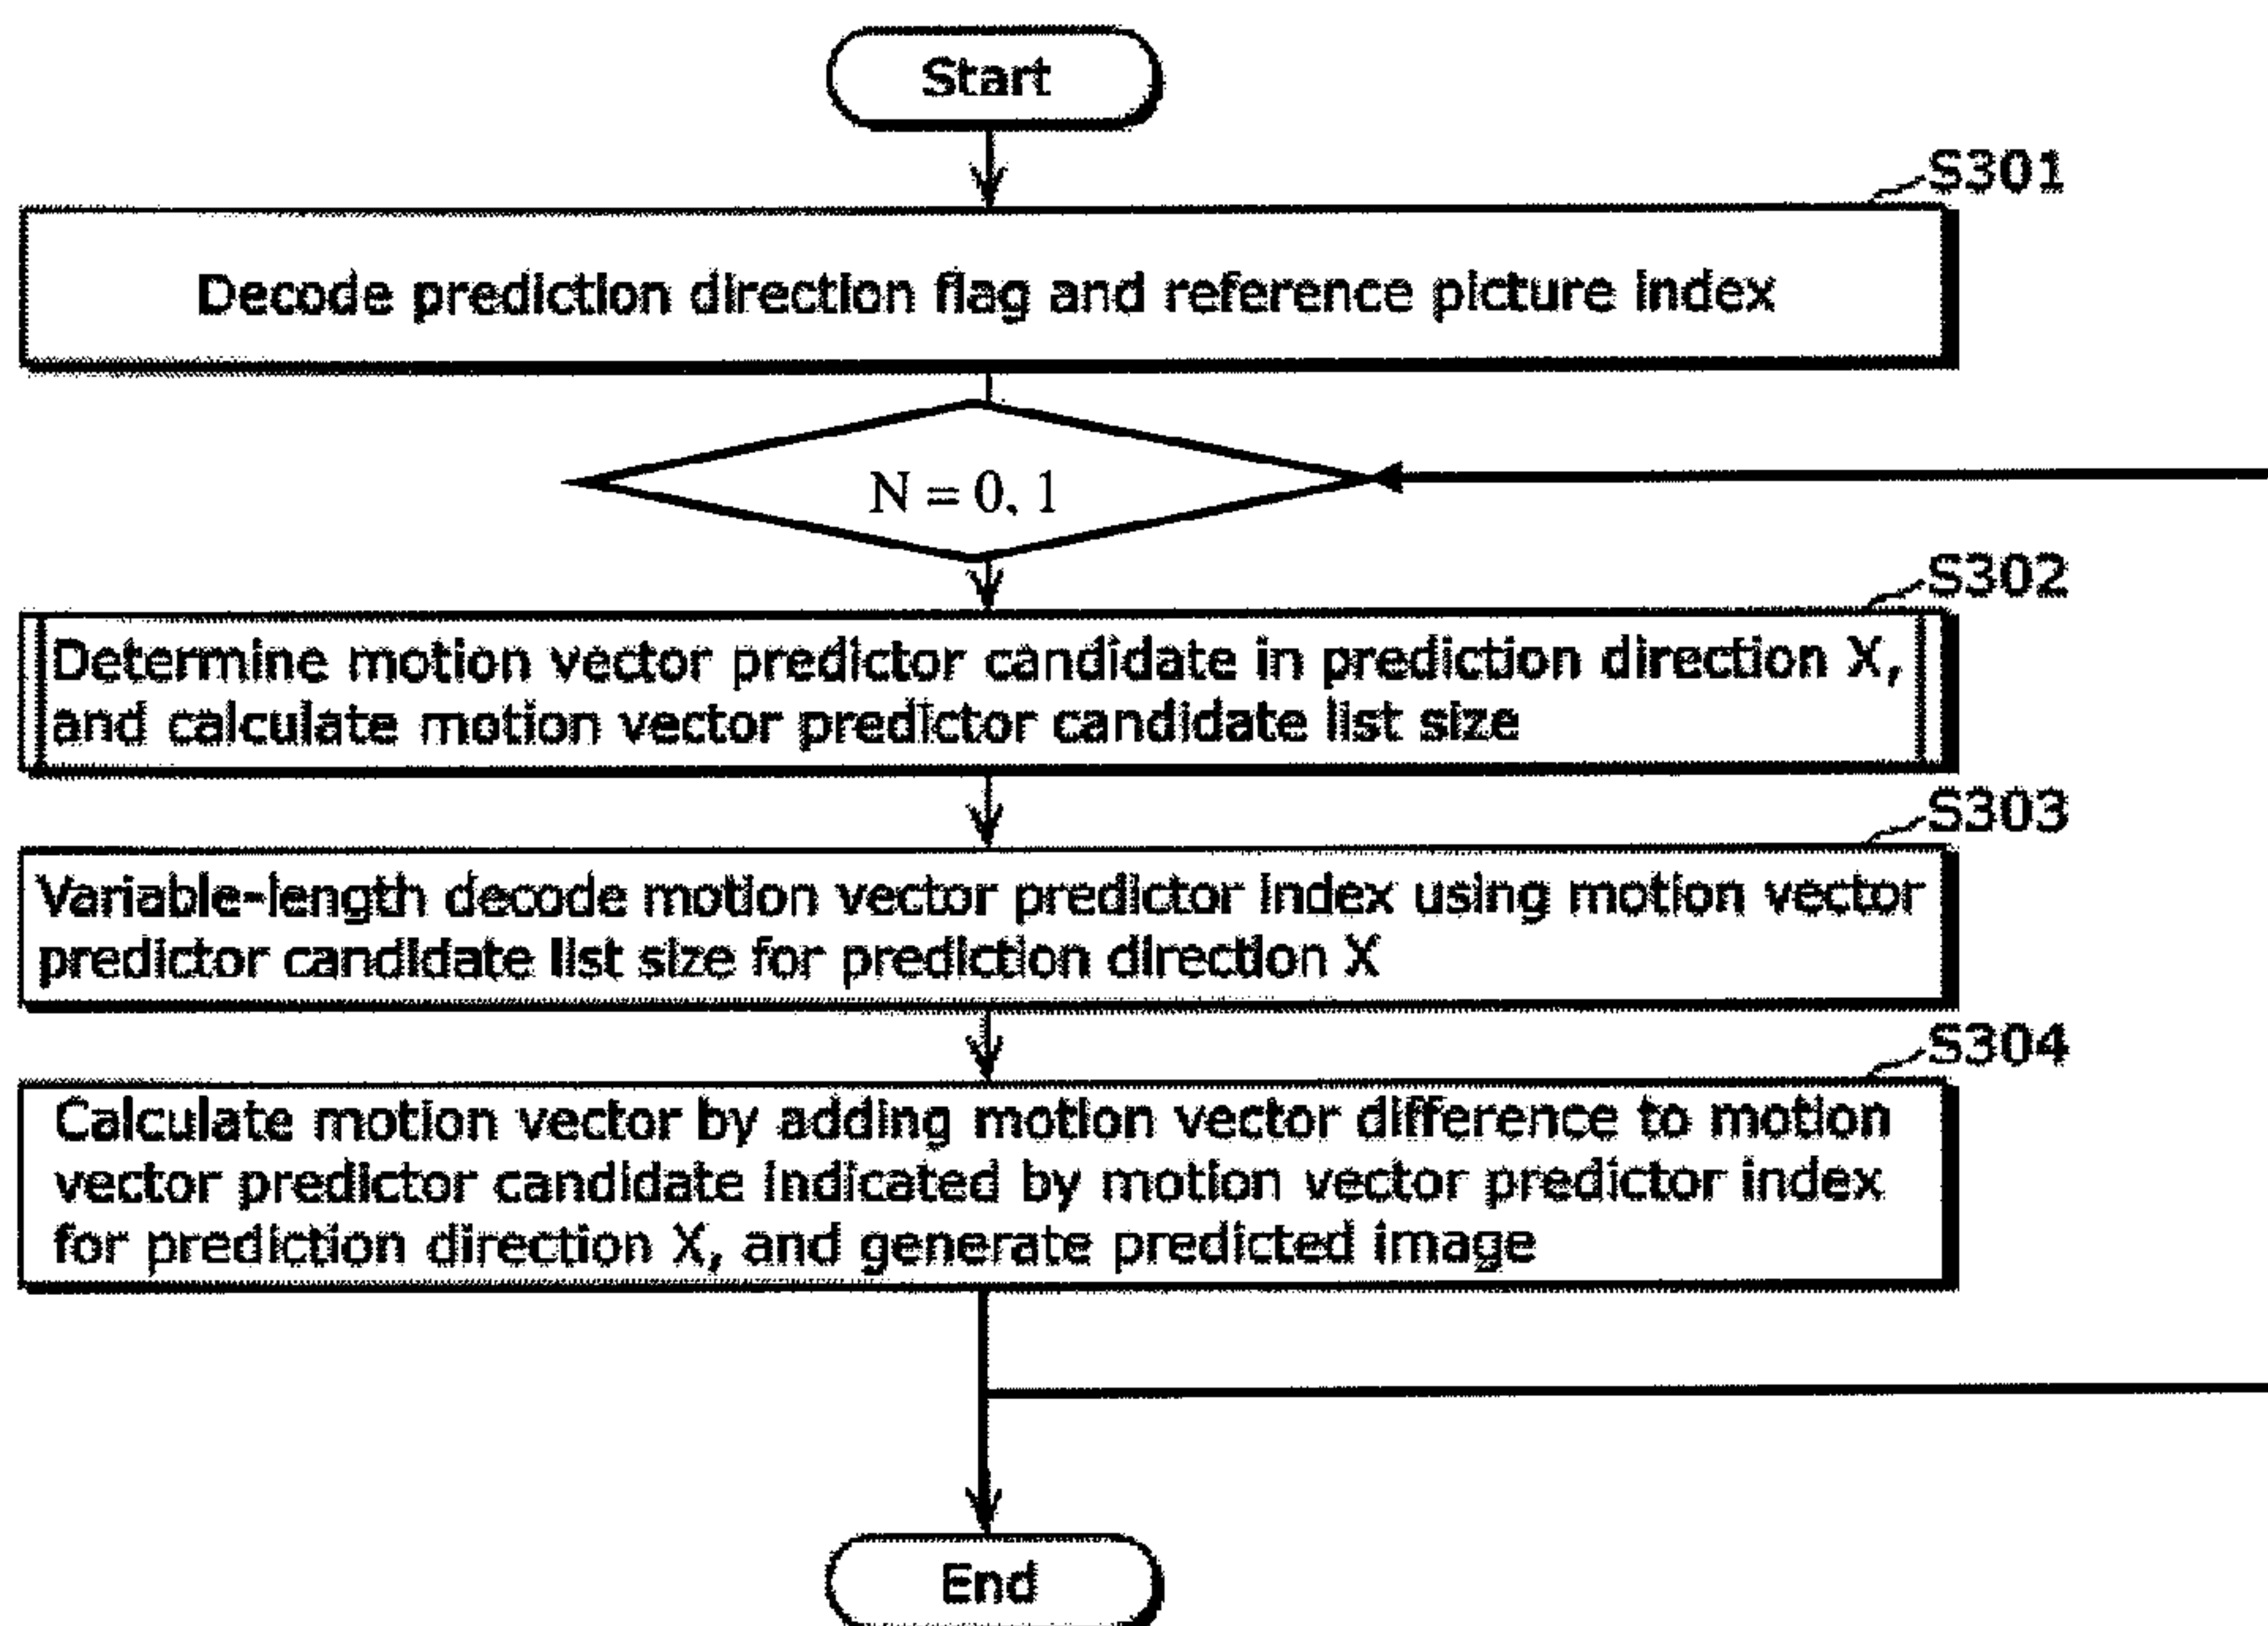 Start
S301
Decode prediction direction flag and reference picture index
N = 0, 1
S302
Determine motion vector predictor candidate in prediction direction X,
and calculate motion vector predictor candidate list size
S303
Variable-length decode motion vector predictor index using motion vector
predictor candidate list size for prediction direction X
S304
Calculate motion vector by adding motion vector difference to motion
vector predictor candidate indicated by motion vector predictor index
for prediction direction X, and generate predicted image
End